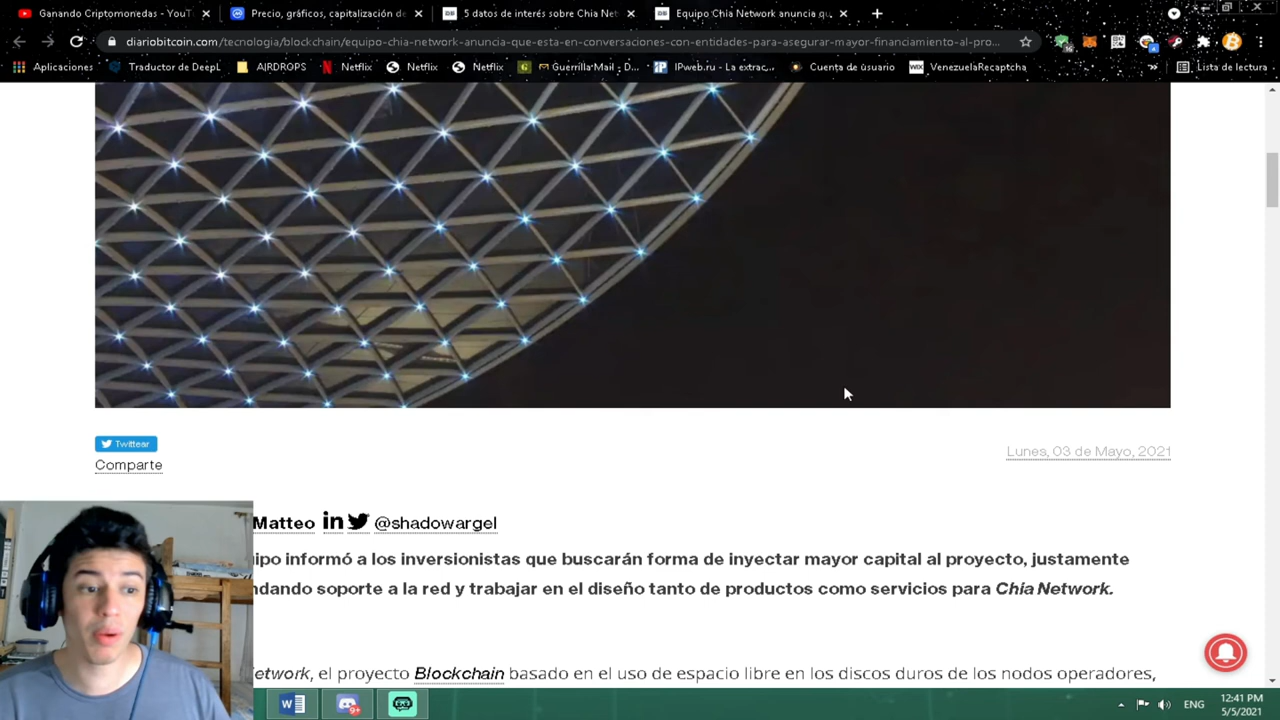 Ganando Criptomonedas - YouT
Precio, gráficos, capitalización d
5 datos de interés sobre Chia Net
Equipo Chia Network anuncia qu
diariobitcoin.com/tecnologia/blockchain/equipo-chia-network-anuncia-que-esta-en-conversaciones-con-entidades-para-asegurar-mayor-financiamiento-al-pro...
Aplicaciones
Traductor de DeepL
AIRDROPS
Netflix
Netflix
Netflix
Guerrilla Mail - D...
IPweb.ru - La extrac...
Cuenta de usuario
VenezuelaRecaptcha
Lista de lectura
Twittear
Comparte
Lunes, 03 de Mayo, 2021
Matteo in @shadowargel
uipo informó a los inversionistas que buscarán forma de inyectar mayor capital al proyecto, justamente
ndando soporte a la red y trabajar en el diseño tanto de productos como servicios para Chia Network.
etwork, el proyecto Blockchain basado en el uso de espacio libre en los discos duros de los nodos operadores,
ENG
12:41 PM
5/5/2021